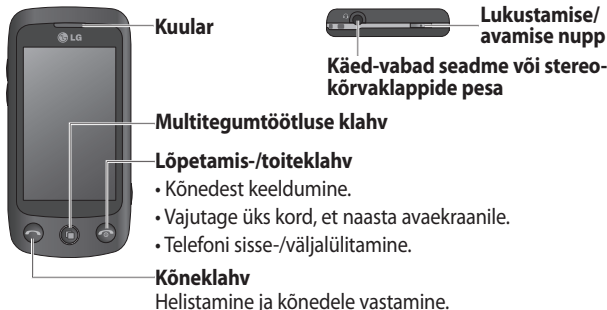 LG
Kuular
Lukustamise/
avamise nupp
Käed-vabad seadme või stereo-
kõrvaklappide pesa
Multitegumtöötluse klahv
Lõpetamis-/toiteklahv
• Kõnedest keeldumine.
• Vajutage üks kord, et naasta avaekraanile.
• Telefoni sisse-/väljalülitamine.
Kõneklahv
Helistamine ja kõnedele vastamine.